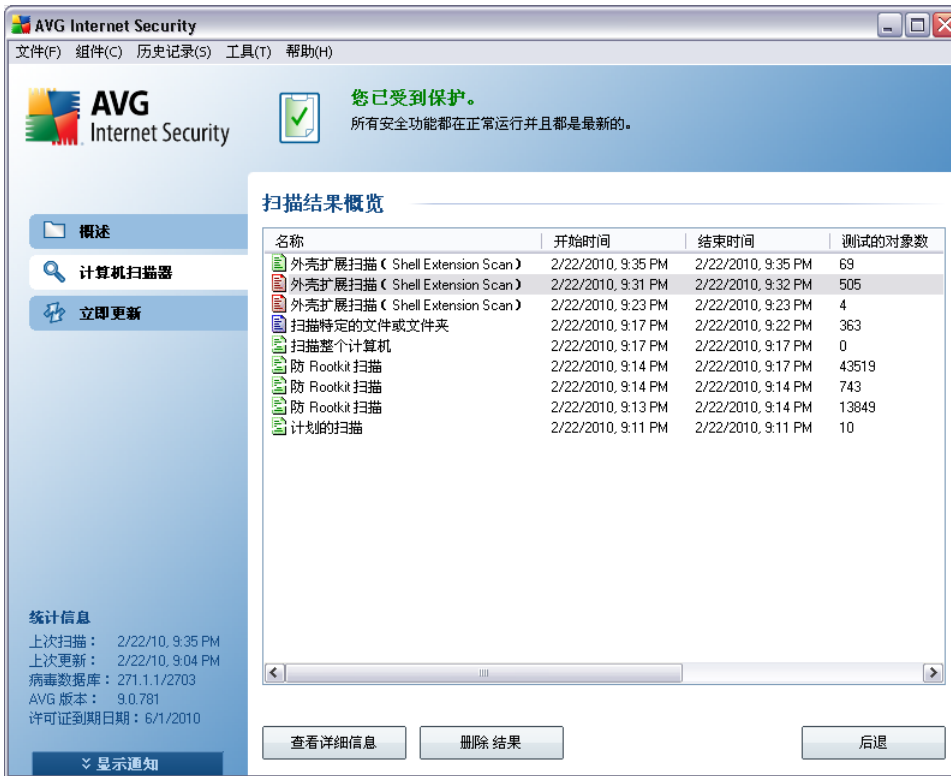 AVG Internet Security
文件(F) 组件(C) 历史记录(S) 工具(T) 帮助(H)
AVG
Internet Security
您已受到保护。
所有安全功能都在正常运行并且都是最新的。
概述
计算机扫描器
立即更新
扫描结果概览
名称 开始时间 结束时间 测试的对象数
外壳扩展扫描（Shell Extension Scan） 2/22/2010, 9:35 PM 2/22/2010, 9:35 PM 69
外壳扩展扫描（Shell Extension Scan） 2/22/2010, 9:31 PM 2/22/2010, 9:32 PM 505
外壳扩展扫描（Shell Extension Scan） 2/22/2010, 9:23 PM 2/22/2010, 9:23 PM 4
扫描特定的文件或文件夹 2/22/2010, 9:17 PM 2/22/2010, 9:22 PM 363
扫描整个计算机 2/22/2010, 9:17 PM 2/22/2010, 9:17 PM 0
防 Rootkit 扫描 2/22/2010, 9:14 PM 2/22/2010, 9:17 PM 43519
防 Rootkit 扫描 2/22/2010, 9:14 PM 2/22/2010, 9:14 PM 743
防 Rootkit 扫描 2/22/2010, 9:13 PM 2/22/2010, 9:14 PM 13849
计划的扫描 2/22/2010, 9:11 PM 2/22/2010, 9:11 PM 10
统计信息
上次扫描： 2/22/10, 9:35 PM
上次更新： 2/22/10, 9:04 PM
病毒数据库：271.1.1/2703
AVG 版本： 9.0.781
许可证到期日期：6/1/2010
显示通知
查看详细信息 删除 结果 后退